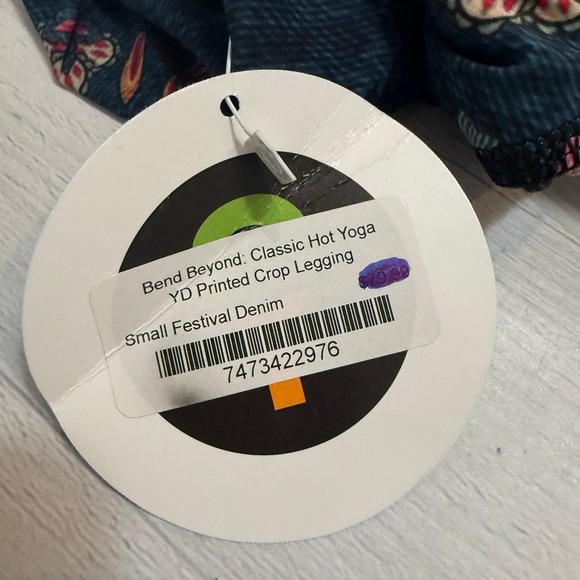 Bend Beyond: Classic Hot Yoga
YD Printed Crop Legging
Small Festival Denim
7473422976